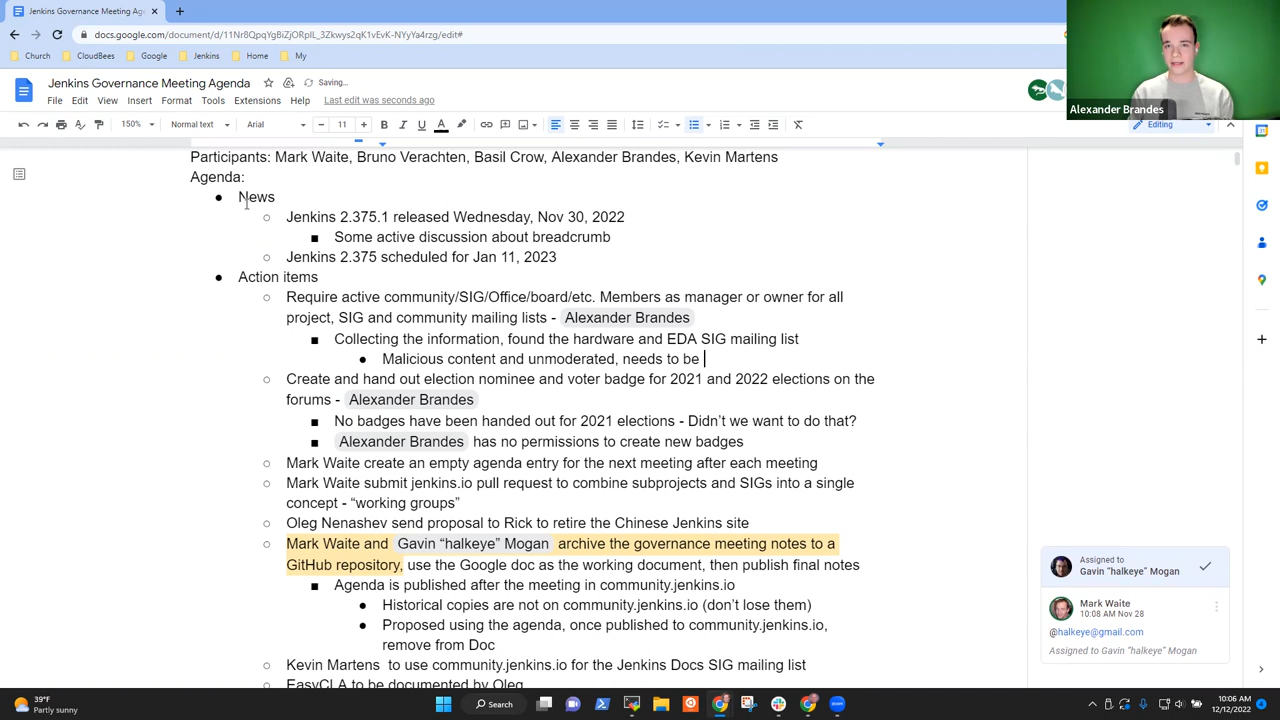 Jenkins Governance Meeting Age
docs.google.com/document/d/11Nr8QpqYgBiZjORpIL_3Zkwys2qK1vEvK-NYyYa4rzg/edit#
Church
CloudBees
Google
Jenkins
Home
My
Jenkins Governance Meeting Agenda
Saving...
File Edit View Insert Format Tools Extensions Help Last edit was seconds ago
150% Normal text Arial 11 Editing
Alexander Brandes
Participants: Mark Waite, Bruno Verachten, Basil Crow, Alexander Brandes, Kevin Martens
Agenda:
News
Jenkins 2.375.1 released Wednesday, Nov 30, 2022
Some active discussion about breadcrumb
Jenkins 2.375 scheduled for Jan 11, 2023
Action items
Require active community/SIG/Office/board/etc. Members as manager or owner for all
project, SIG and community mailing lists - Alexander Brandes
Collecting the information, found the hardware and EDA SIG mailing list
Malicious content and unmoderated, needs to be
Create and hand out election nominee and voter badge for 2021 and 2022 elections on the
forums - Alexander Brandes
No badges have been handed out for 2021 elections - Didn't we want to do that?
Alexander Brandes has no permissions to create new badges
Mark Waite create an empty agenda entry for the next meeting after each meeting
Mark Waite submit jenkins.io pull request to combine subprojects and SIGs into a single
concept - “working groups”
Oleg Nenashev send proposal to Rick to retire the Chinese Jenkins site
Mark Waite and Gavin “halkeye” Mogan archive the governance meeting notes to a
GitHub repository, use the Google doc as the working document, then publish final notes
Agenda is published after the meeting in community.jenkins.io
Historical copies are not on community.jenkins.io (don't lose them)
Proposed using the agenda, once published to community.jenkins.io,
remove from Doc
Kevin Martens to use community.jenkins.io for the Jenkins Docs SIG mailing list
EasyCLA to be documented by Oleg
Assigned to
Gavin "halkeye" Mogan
Mark Waite
10:08 AM Nov 28
@halkeye@gmail.com
Assigned to Gavin "halkeye" Mogan
39°F
Partly sunny
Search
10:06 AM
12/12/2022